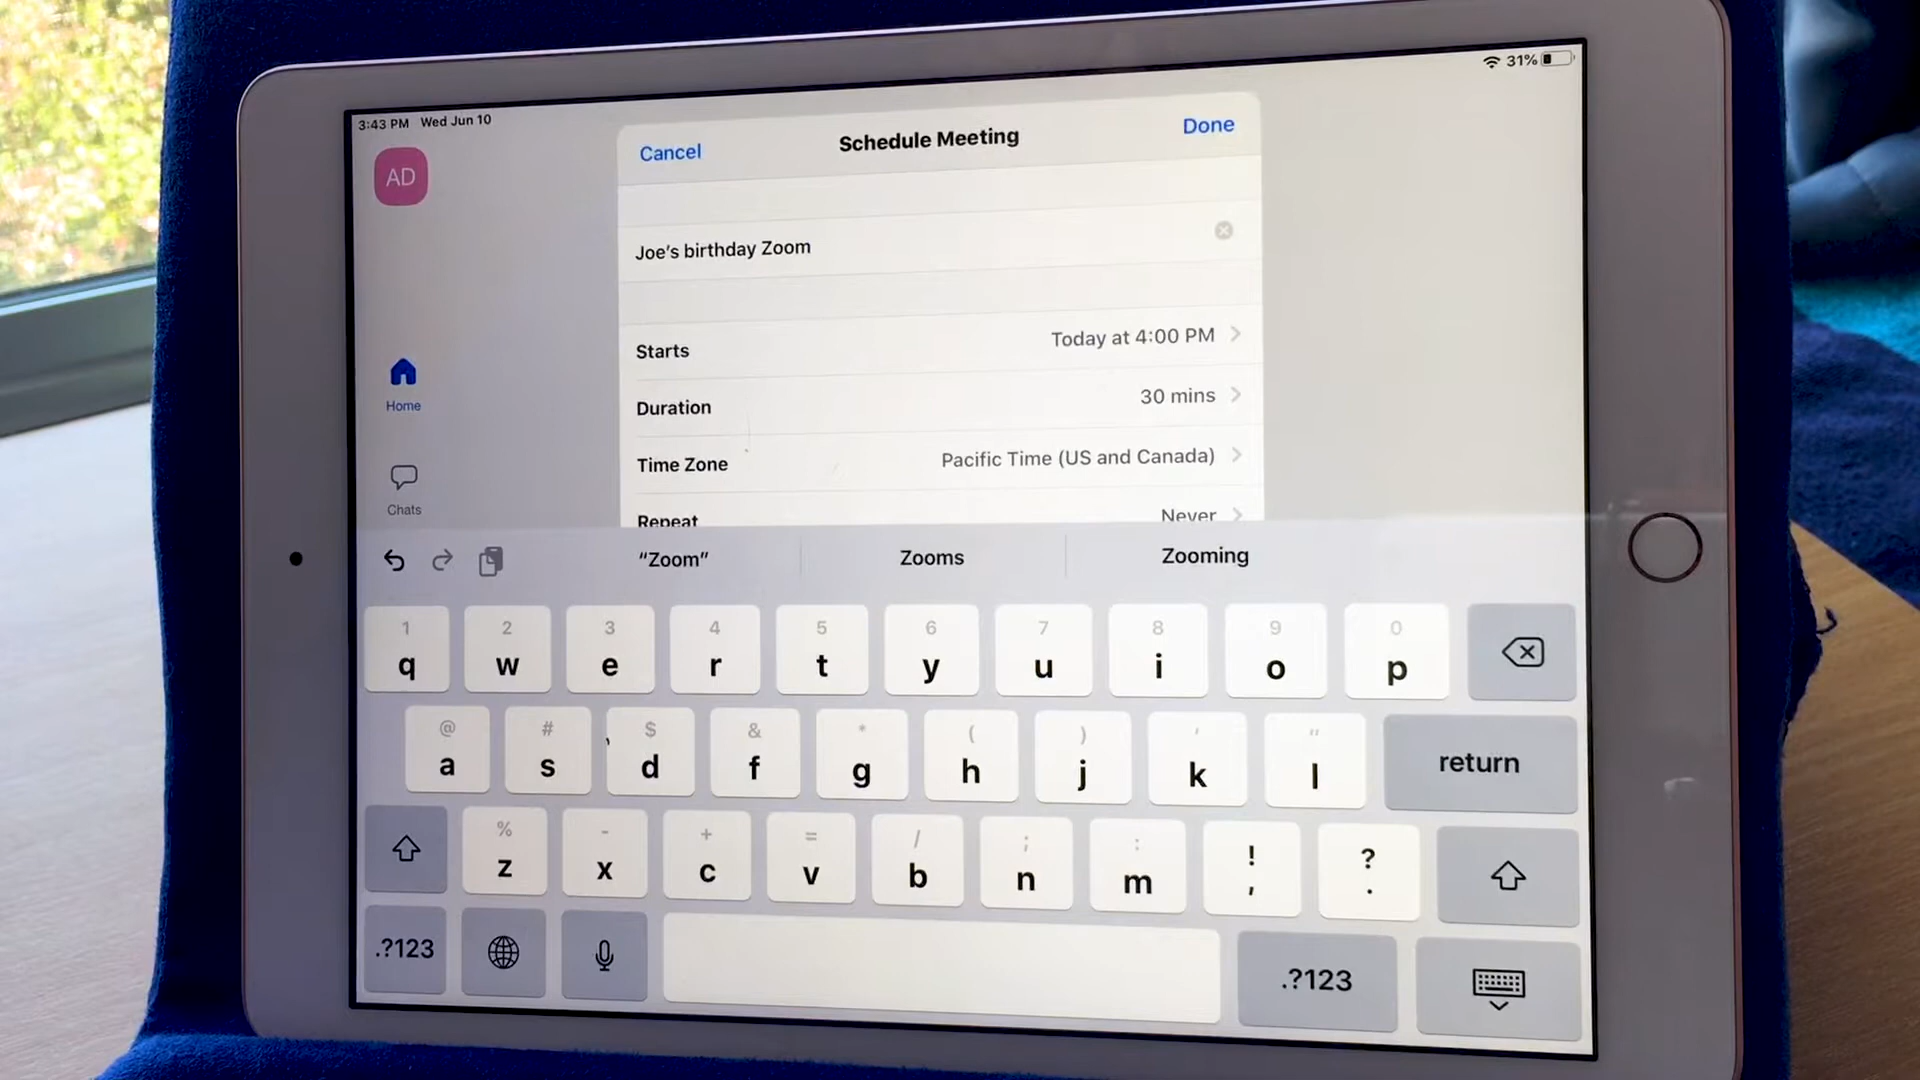 3:43 PM Wed Jun 10
31%
AD
Cancel
Schedule Meeting
Done
Joe's birthday Zoom
Starts
Today at 4:00 PM
Duration
30 mins
Time Zone
Pacific Time (US and Canada)
Repeat
Never
Home
Chats
“Zoom”
Zooms
Zooming
1 2 3 4 5 6 7 8 9 0
q w e r t y u i o p
@ # $ & * ( ) ' "
a s d f g h j k l
return
% - + = / ; : ! ?
z x c v b n m , .
.?123
.?123